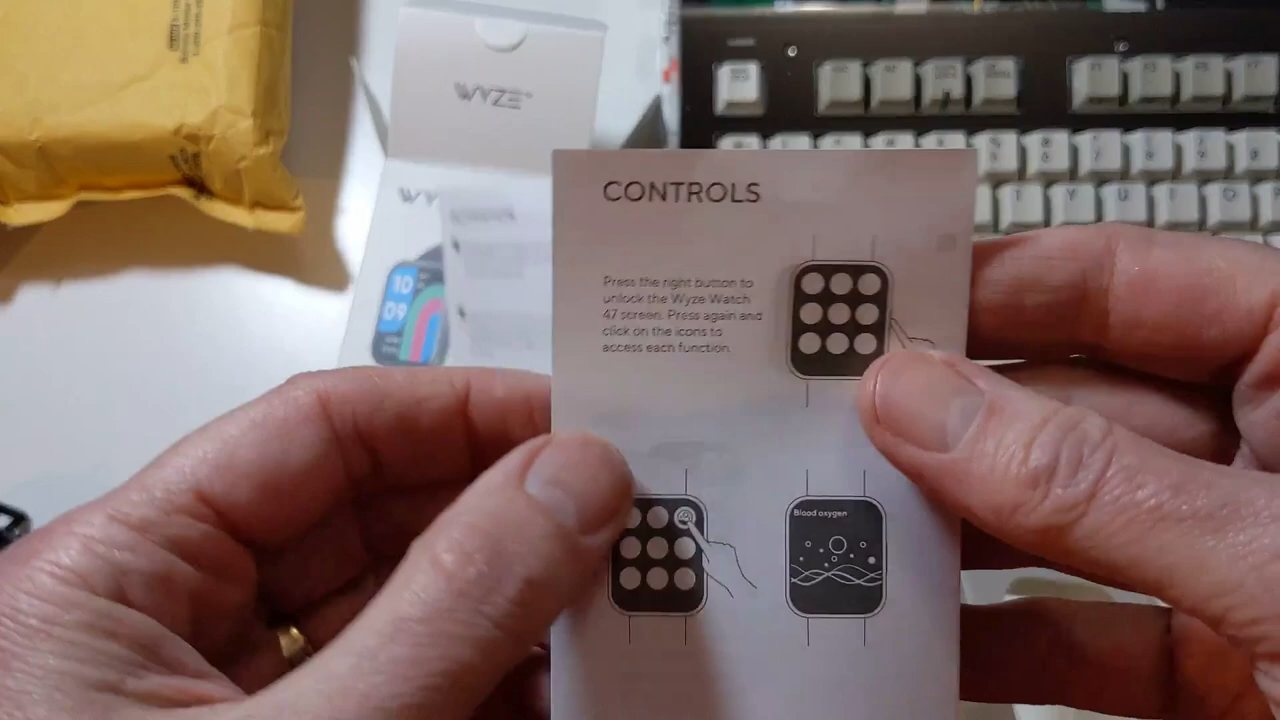 WYZE
WY
10
09
CONTROLS
Press the right button to
unlock the Wyze Watch
47 screen. Press again and
click on the icons to
access each function.
Blood oxygen
T Y U I O